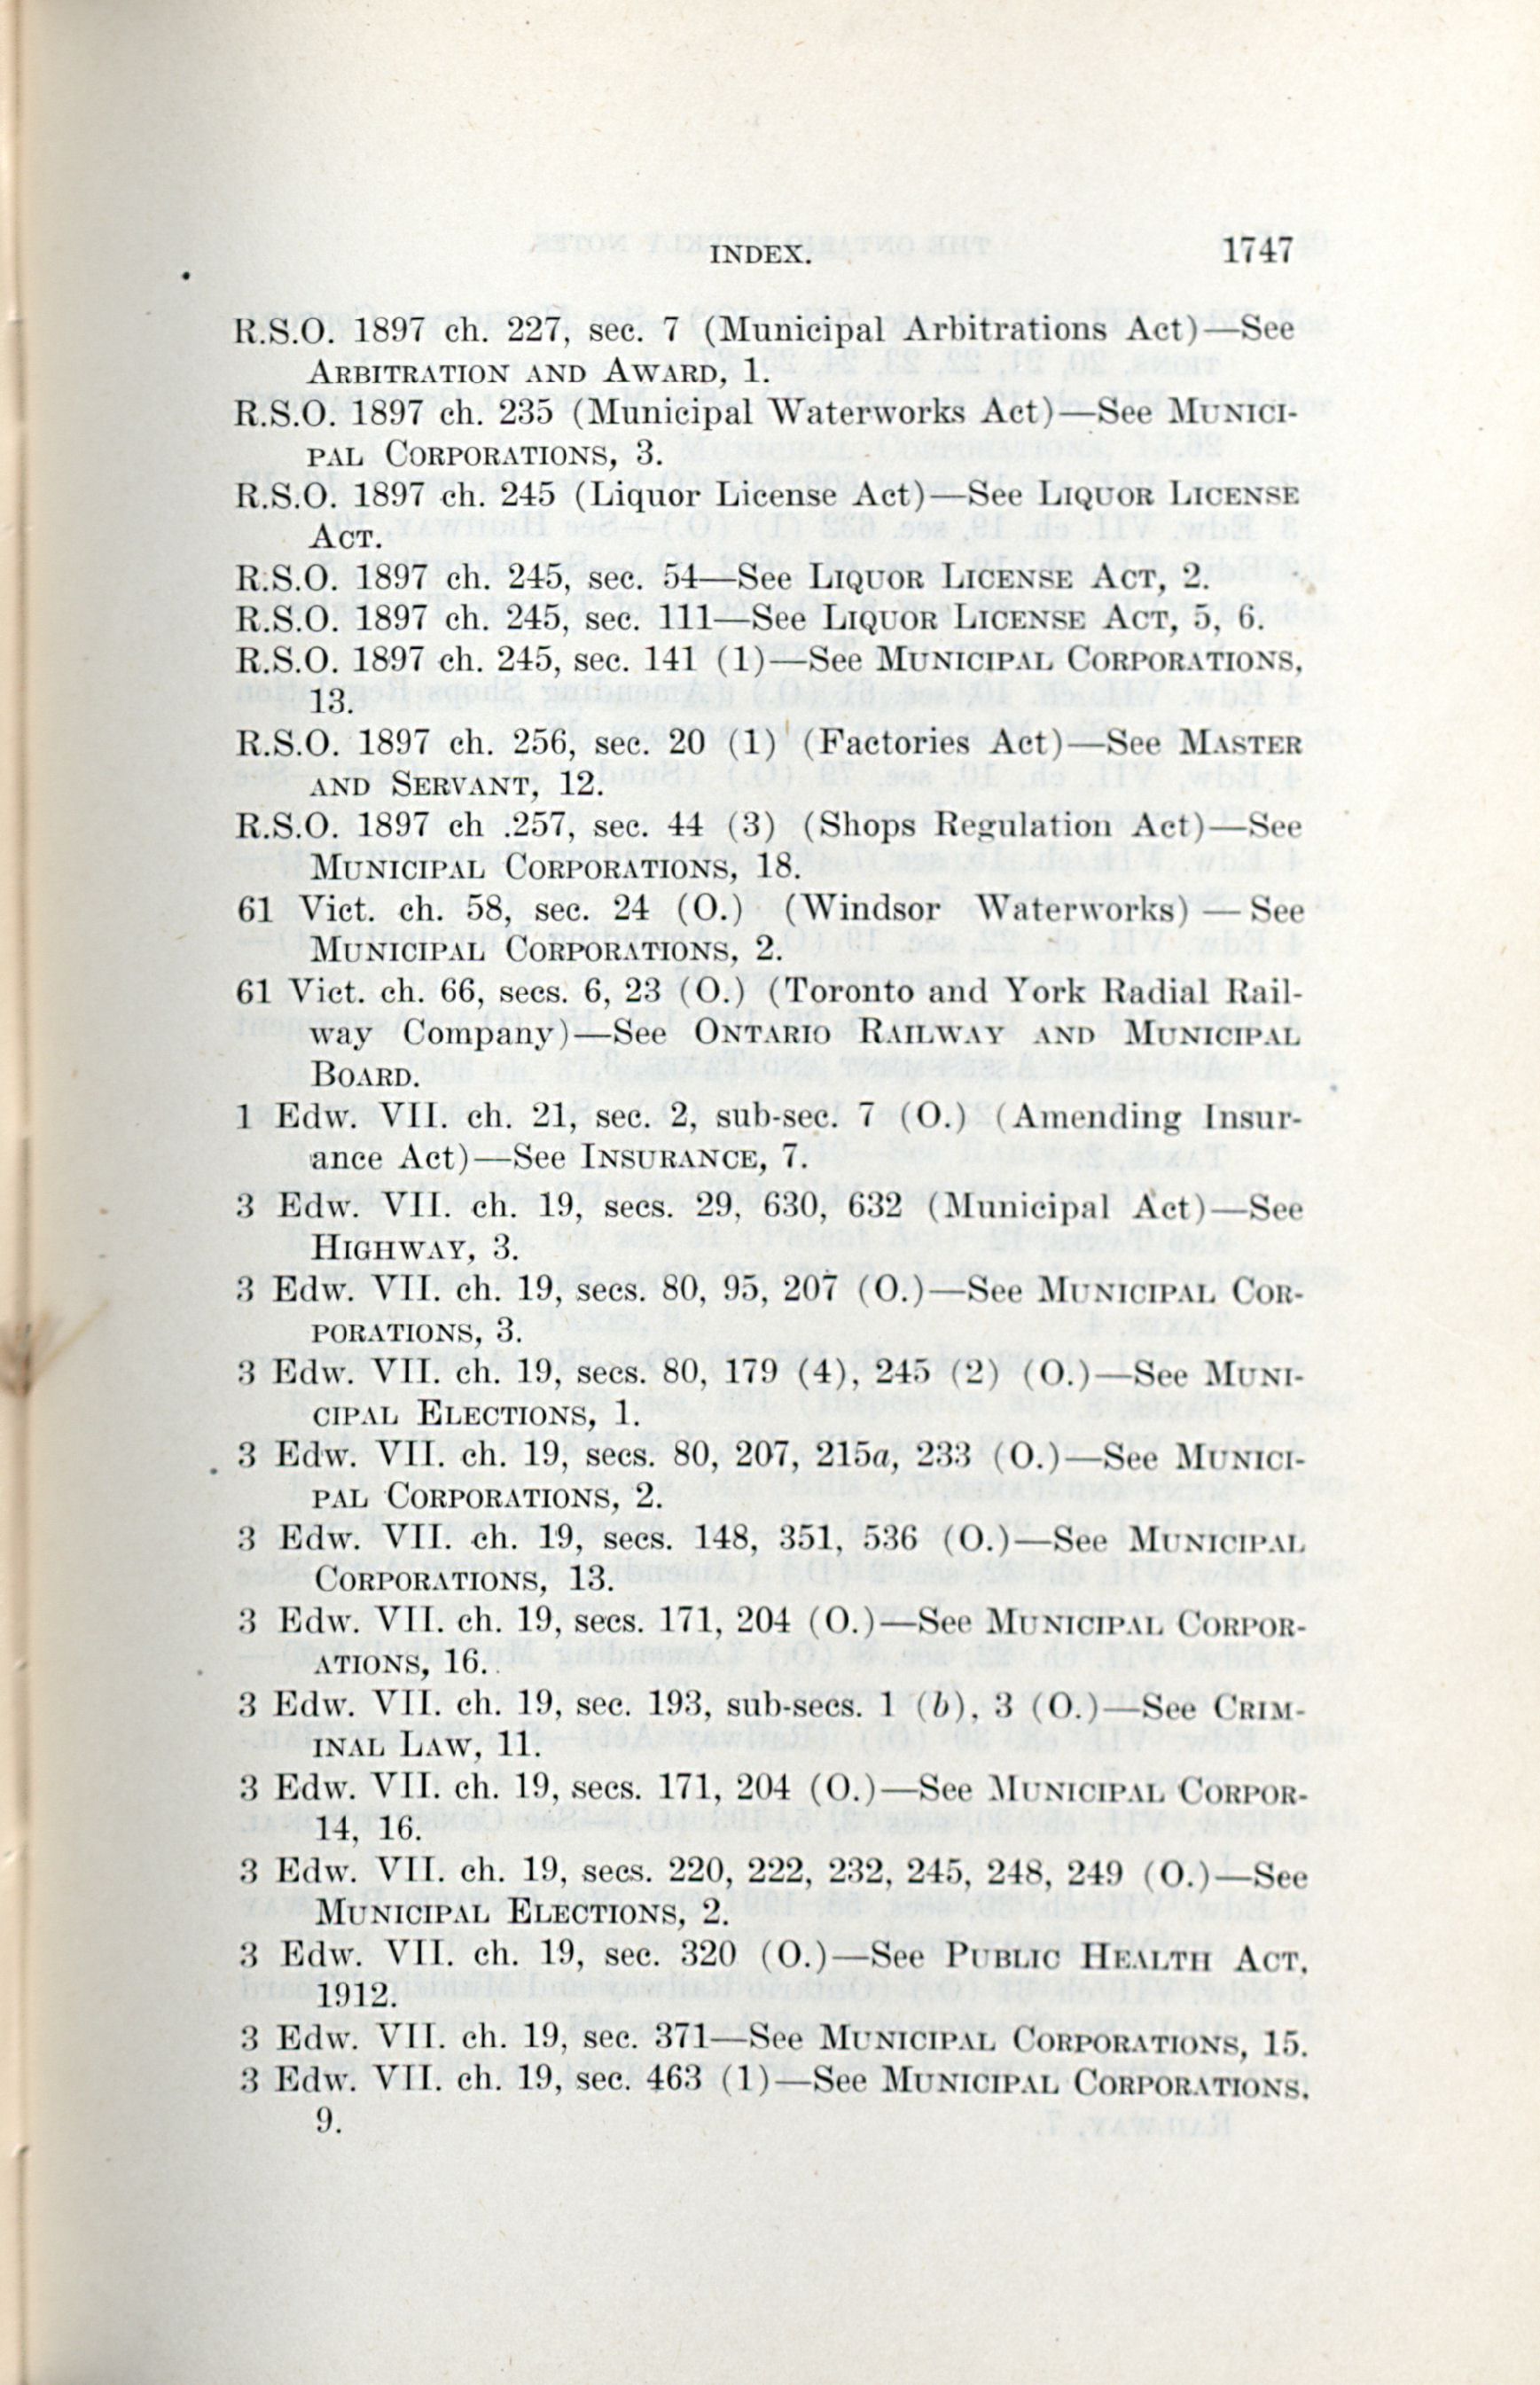 INDEX. 1747
R.S.O. 1897 ch. 227, sec. 7 (Municipal Arbitrations Act)—See
ARBITRATION AND AWARD, 1.
R.S.O. 1897 ch. 235 (Municipal Waterworks Act)—See MUNICI-
PAL CORPORATIONS, 3.
R.S.O. 1897 ch. 245 (Liquor License Act)—See LIQUOR LICENSE
ACT.
R.S.O. 1897 ch. 245, sec. 54—See LIQUOR LICENSE ACT, 2.
R.S.O. 1897 ch. 245, sec. 111—See LIQUOR LICENSE ACT, 5, 6.
R.S.O. 1897 ch. 245, sec. 141 (1)—See MUNICIPAL CORPORATIONS,
13.
R.S.O. 1897 ch. 256, sec. 20 (1) (Factories Act)—See MASTER
AND SERVANT, 12.
R.S.O. 1897 ch .257, sec. 44 (3) (Shops Regulation Act)—See
MUNICIPAL CORPORATIONS, 18.
61 Vict. ch. 58, sec. 24 (O.) (Windsor Waterworks) — See
MUNICIPAL CORPORATIONS, 2.
61 Vict. ch. 66, secs. 6, 23 (O.) (Toronto and York Radial Rail-
way Company)—See ONTARIO RAILWAY AND MUNICIPAL
BOARD.
1 Edw. VII. ch. 21, sec. 2, sub-sec. 7 (O.) (Amending Insur-
ance Act)—See INSURANCE, 7.
3 Edw. VII. ch. 19, secs. 29, 630, 632 (Municipal Act)—See
HIGHWAY, 3.
3 Edw. VII. ch. 19, secs. 80, 95, 207 (O.)—See MUNICIPAL COR-
PORATIONS, 3.
3 Edw. VII. ch. 19, secs. 80, 179 (4), 245 (2) (O.)—See MUNI-
CIPAL ELECTIONS, 1.
3 Edw. VII. ch. 19, secs. 80, 207, 215a, 233 (O.)—See MUNICI-
PAL CORPORATIONS, 2.
3 Edw. VII. ch. 19, secs. 148, 351, 536 (O.)—See MUNICIPAL
CORPORATIONS, 13.
3 Edw. VII. ch. 19, secs. 171, 204 (O.)—See MUNICIPAL CORPOR-
ATIONS, 16.
3 Edw. VII. ch. 19, sec. 193, sub-secs. 1 (b), 3 (O.)—See CRIM-
INAL LAW, 11.
3 Edw. VII. ch. 19, secs. 171, 204 (O.)—See MUNICIPAL CORPOR-
14, 16.
3 Edw. VII. ch. 19, secs. 220, 222, 232, 245, 248, 249 (O.)—See
MUNICIPAL ELECTIONS, 2.
3 Edw. VII. ch. 19, sec. 320 (O.)—See PUBLIC HEALTH ACT,
1912.
3 Edw. VII. ch. 19, sec. 371—See MUNICIPAL CORPORATIONS, 15.
3 Edw. VII. ch. 19, sec. 463 (1)—See MUNICIPAL CORPORATIONS,
9.